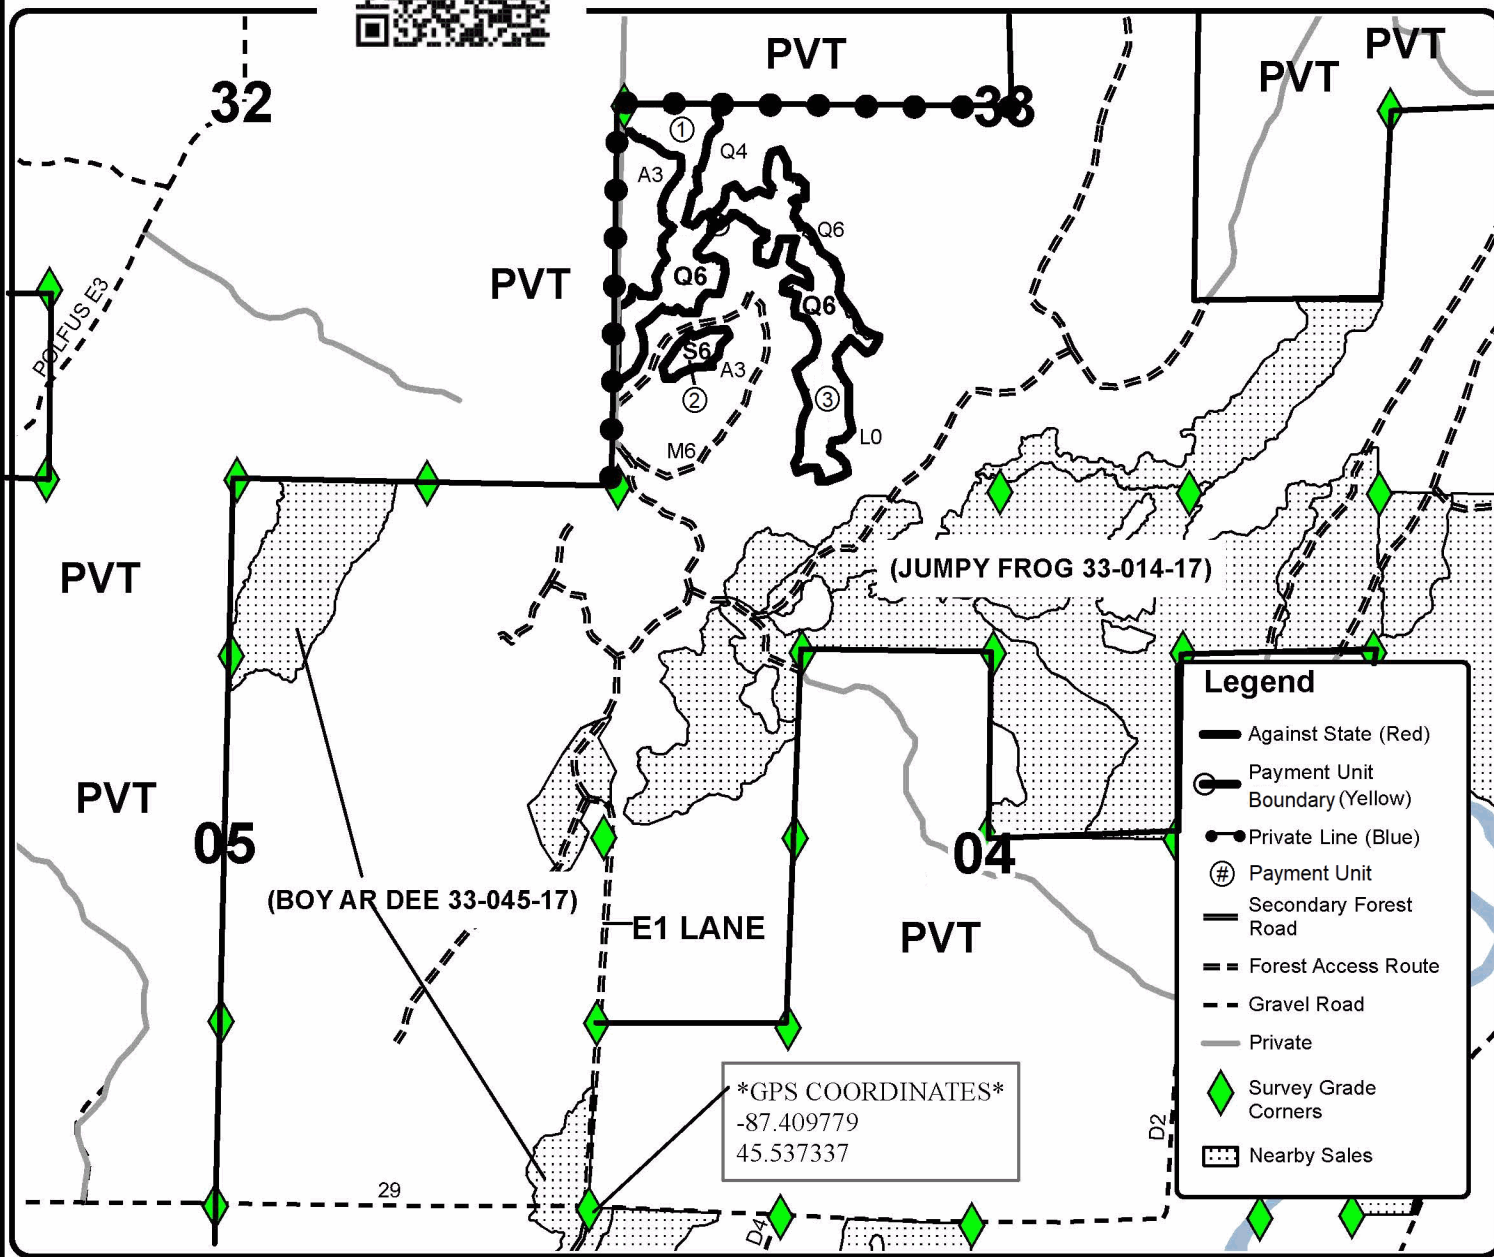 PVT
PVT
PVT
32
33
1
Q4
A3
Q6
PVT
Q6
Q6
POLFUS E3
S6
A3
2
3
M6
L0
PVT
(JUMPY FROG 33-014-17)
PVT
05
04
(BOY AR DEE 33-045-17)
E1 LANE
PVT
*GPS COORDINATES*
-87.409779
45.537337
29
D4
D2
Legend
Against State (Red)
Payment Unit
Boundary (Yellow)
Private Line (Blue)
# Payment Unit
Secondary Forest
Road
Forest Access Route
Gravel Road
Private
Survey Grade
Corners
Nearby Sales